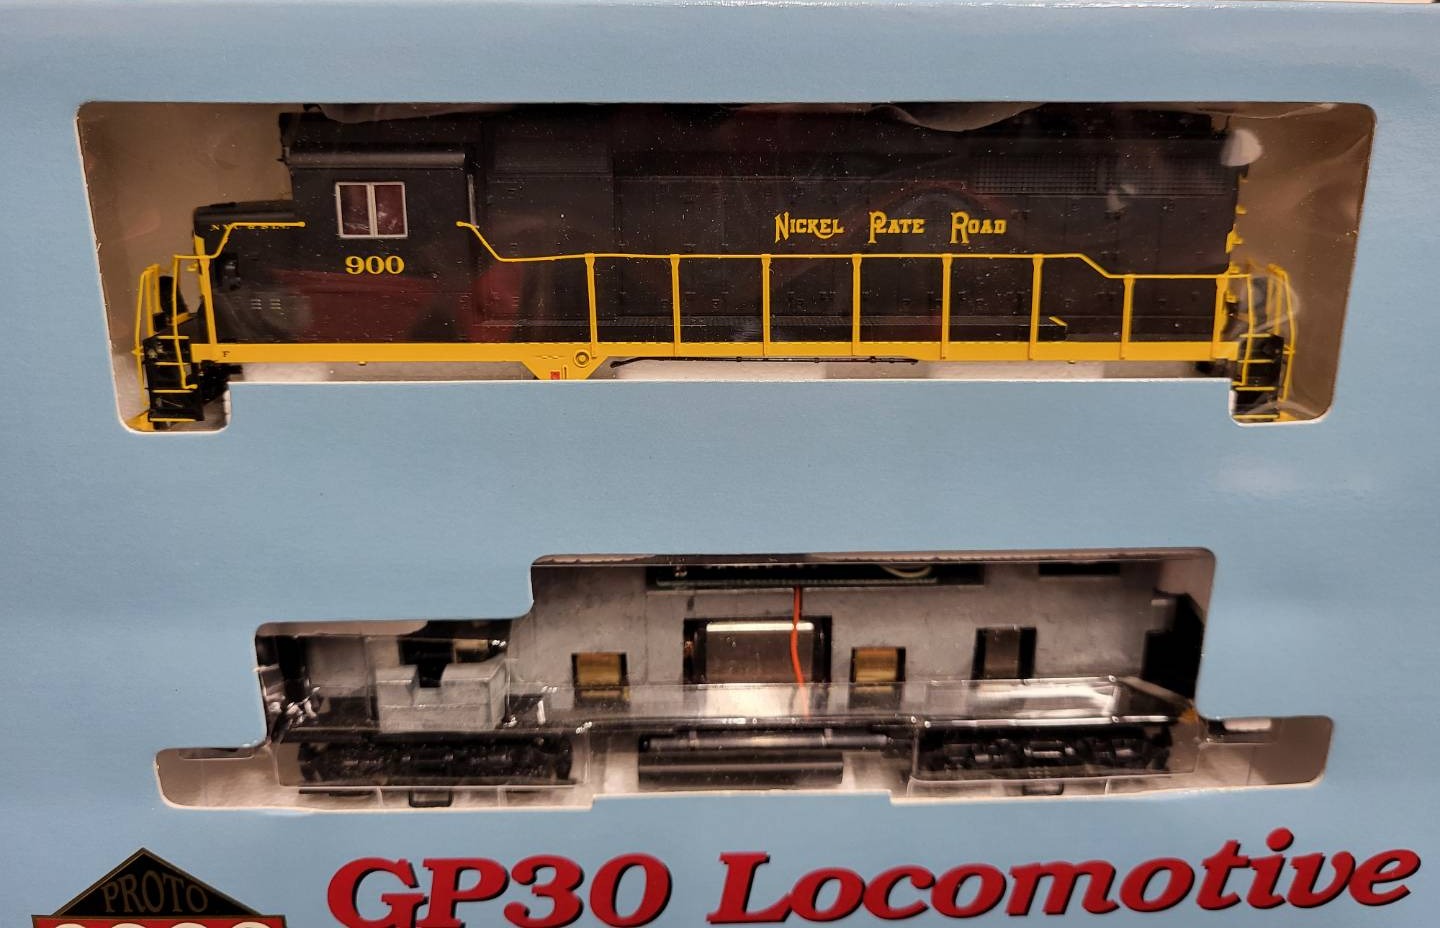 NICKEL PLATE ROAD
900
F
PROTO
GP30 Locomotive